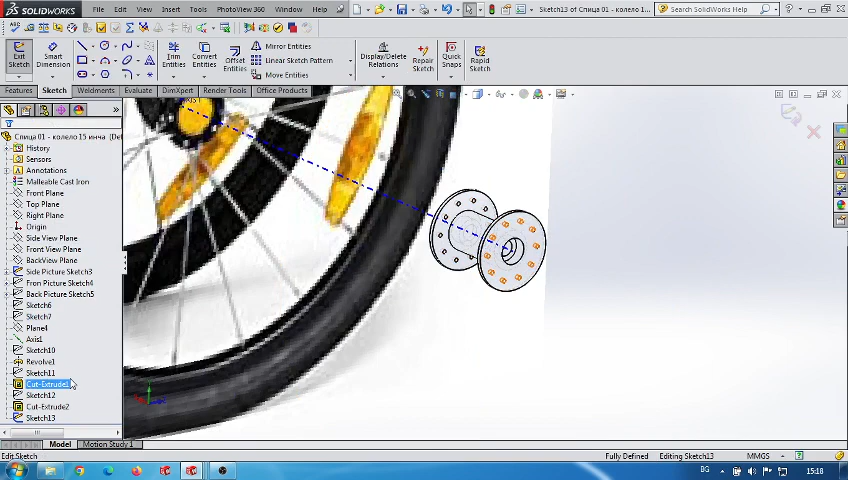 SOLIDWORKS
File Edit View Insert Tools PhotoView 360 Window Help
Sketch13 of Спица 01 - колело 1...
Search SolidWorks Help
Exit Sketch
Smart Dimension
Trim Entities
Convert Entities
Offset Entities
Mirror Entities
Linear Sketch Pattern
Move Entities
Display/Delete Relations
Repair Sketch
Quick Snaps
Rapid Sketch
Features Sketch Weldments Evaluate DimXpert Render Tools Office Products
Спица 01 - колело 15 инча (De
History
Sensors
Annotations
Malleable Cast Iron
Front Plane
Top Plane
Right Plane
Origin
Side View Plane
Front View Plane
BackView Plane
Side Picture Sketch3
Fron Picture Sketch4
Back Picture Sketch5
Sketch6
Sketch7
Plane4
Axis1
Sketch10
Revolve1
Sketch11
Cut-Extrude1
Sketch12
Cut-Extrude2
Sketch13
Model Motion Study 1
Edit Sketch
Fully Defined Editing Sketch13 MMGS
BG 15:18